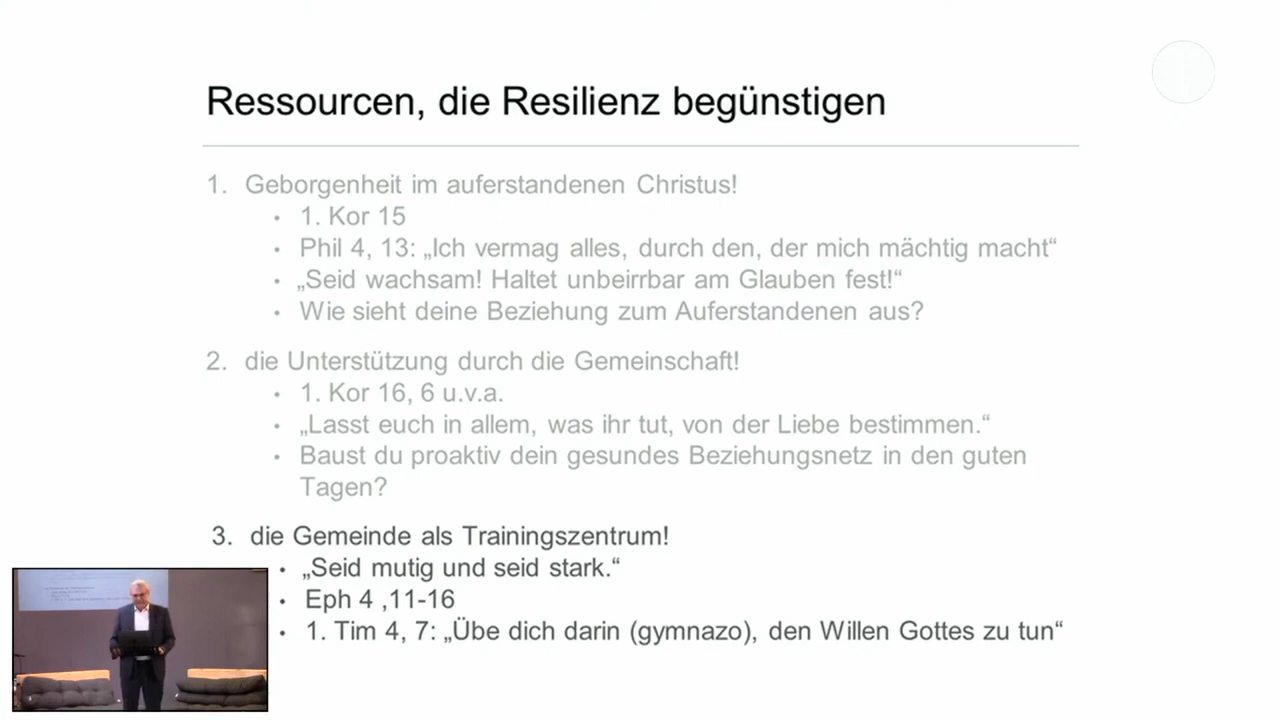 Ressourcen, die Resilienz begünstigen
1. Geborgenheit im auferstandenen Christus!
• 1. Kor 15
• Phil 4, 13: „Ich vermag alles, durch den, der mich mächtig macht“
• „Seid wachsam! Haltet unbeirrbar am Glauben fest!“
• Wie sieht deine Beziehung zum Auferstandenen aus?
2. die Unterstützung durch die Gemeinschaft!
• 1. Kor 16, 6 u.v.a.
• „Lasst euch in allem, was ihr tut, von der Liebe bestimmen.“
• Baust du proaktiv dein gesundes Beziehungsnetz in den guten
Tagen?
3. die Gemeinde als Trainingszentrum!
• „Seid mutig und seid stark.“
• Eph 4 ,11-16
• 1. Tim 4, 7: „Übe dich darin (gymnazo), den Willen Gottes zu tun“